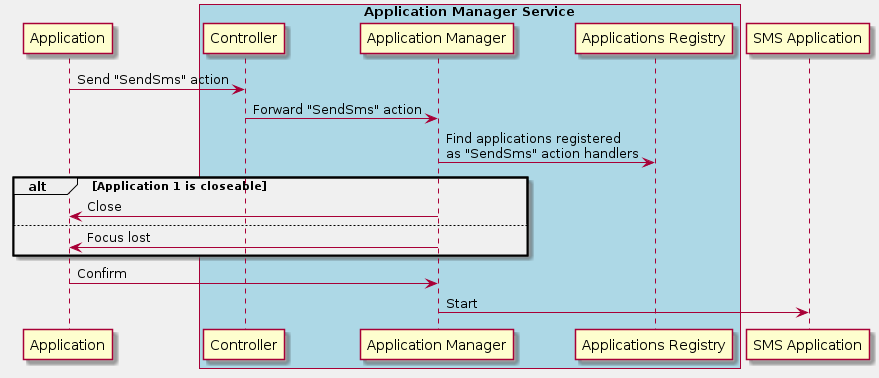 Application Manager Service
Application
Controller
Application Manager
Applications Registry
SMS Application
Send "SendSms" action
Forward "SendSms" action
Find applications registered
as "SendSms" action handlers
alt
[Application 1 is closeable]
Close
Focus lost
Confirm
Start
Application
Controller
Application Manager
Applications Registry
SMS Application